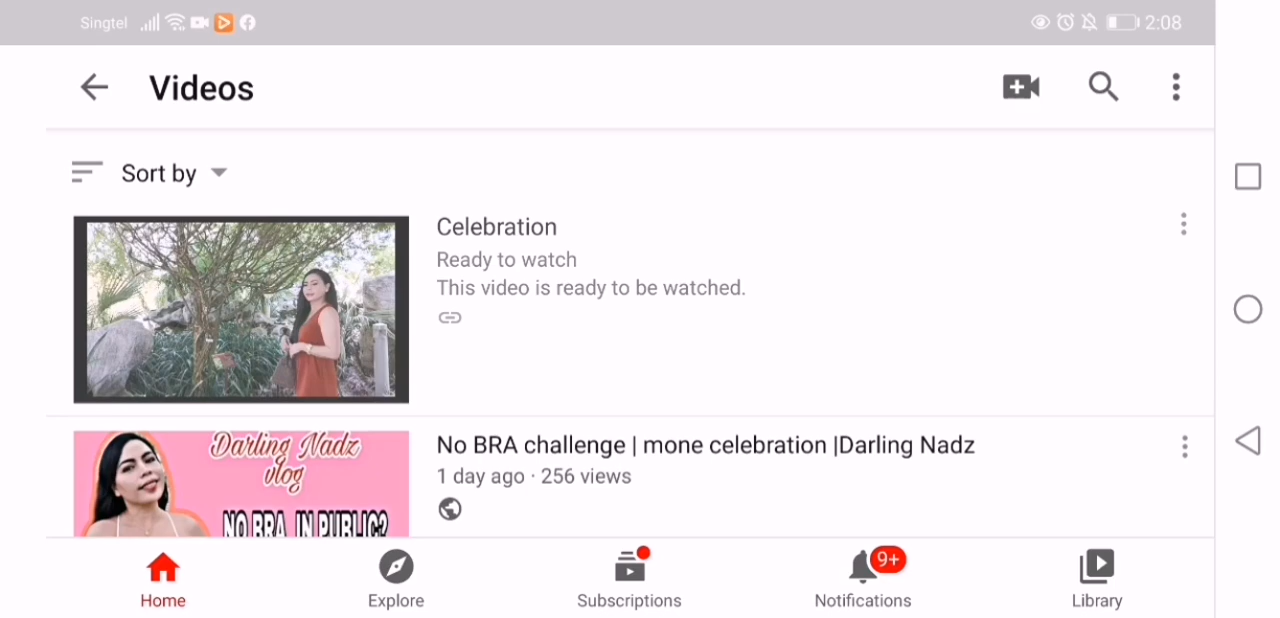 Singtel
2:08
Videos
Sort by
Celebration
Ready to watch
This video is ready to be watched.
Darling Nadz
vlog
NO BRA IN PUBLIC?
No BRA challenge | mone celebration |Darling Nadz
1 day ago · 256 views
Home
Explore
Subscriptions
9+
Notifications
Library